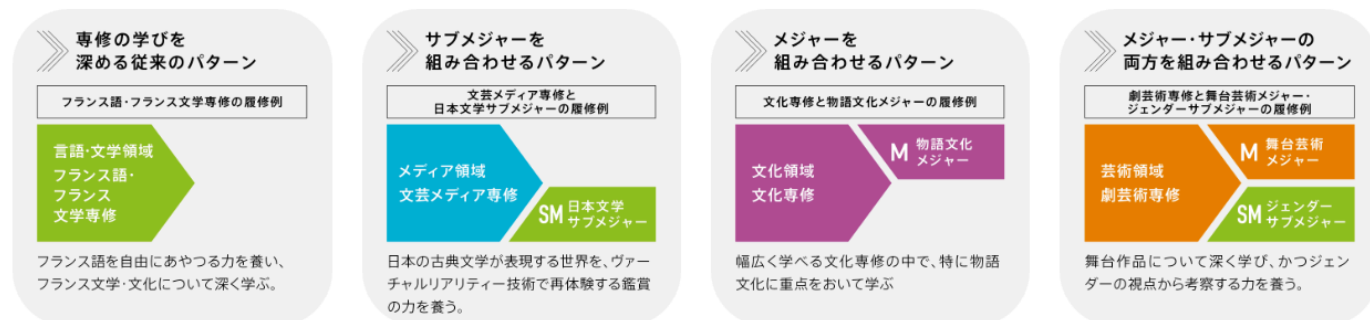 専修の学びを
深める従来のパターン
フランス語・フランス文学専修の履修例
言語・文学領域
フランス語・
フランス
文学専修
フランス語を自由にあやつる力を養い、
フランス文学・文化について深く学ぶ。
サブメジャーを
組み合わせるパターン
文芸メディア専修と
日本文学サブメジャーの履修例
メディア領域
文芸メディア専修
SM 日本文学
サブメジャー
日本の古典文学が表現する世界を、ヴァー
チャルリアリティー技術で再体験する鑑賞
の力を養う。
メジャーを
組み合わせるパターン
文化専修と物語文化メジャーの履修例
文化領域
文化専修
M 物語文化
メジャー
幅広く学べる文化専修の中で、特に物語
文化に重点をおいて学ぶ
メジャー・サブメジャーの
両方を組み合わせるパターン
劇芸術専修と舞台芸術メジャー・
ジェンダーサブメジャーの履修例
芸術領域
劇芸術専修
M 舞台芸術
メジャー
SM ジェンダー
サブメジャー
舞台作品について深く学び、かつジェン
ダーの視点から考察する力を養う。